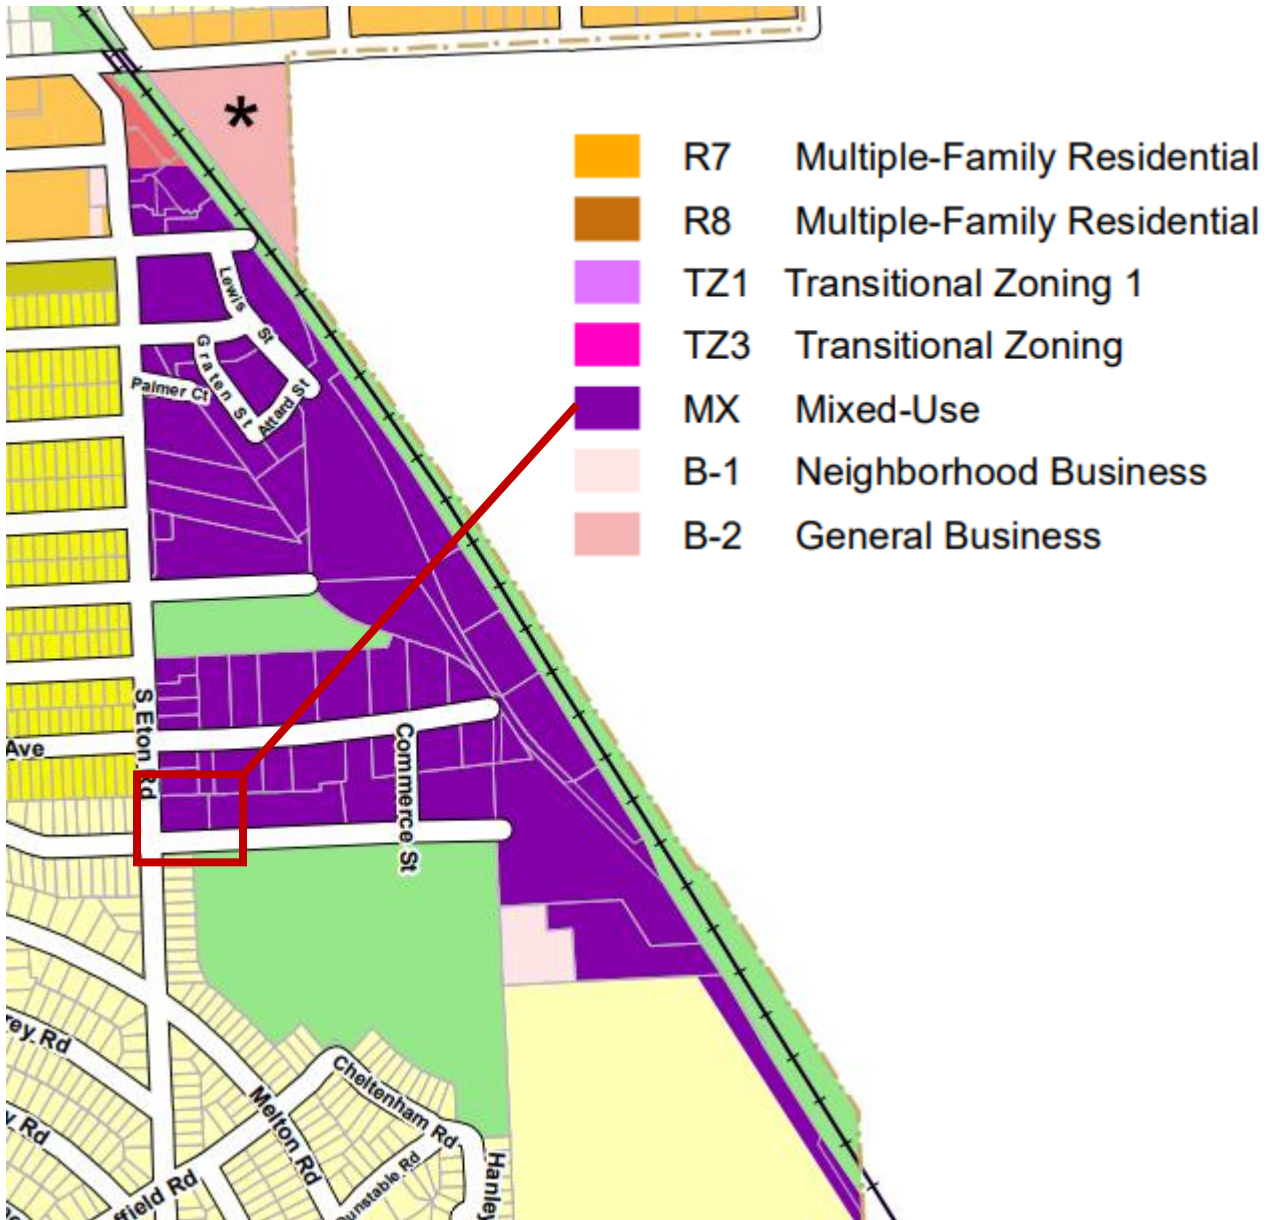 *
R7 Multiple-Family Residential
R8 Multiple-Family Residential
TZ1 Transitional Zoning 1
TZ3 Transitional Zoning
MX Mixed-Use
B-1 Neighborhood Business
B-2 General Business
Lewis St
Graten St
Palmer Ct
Attard St
S Eton Rd
Ave
Commerce St
rey Rd
Cheltenham Rd
Melton Rd
y Rd
Dunstable Rd
ffield Rd
Hanley